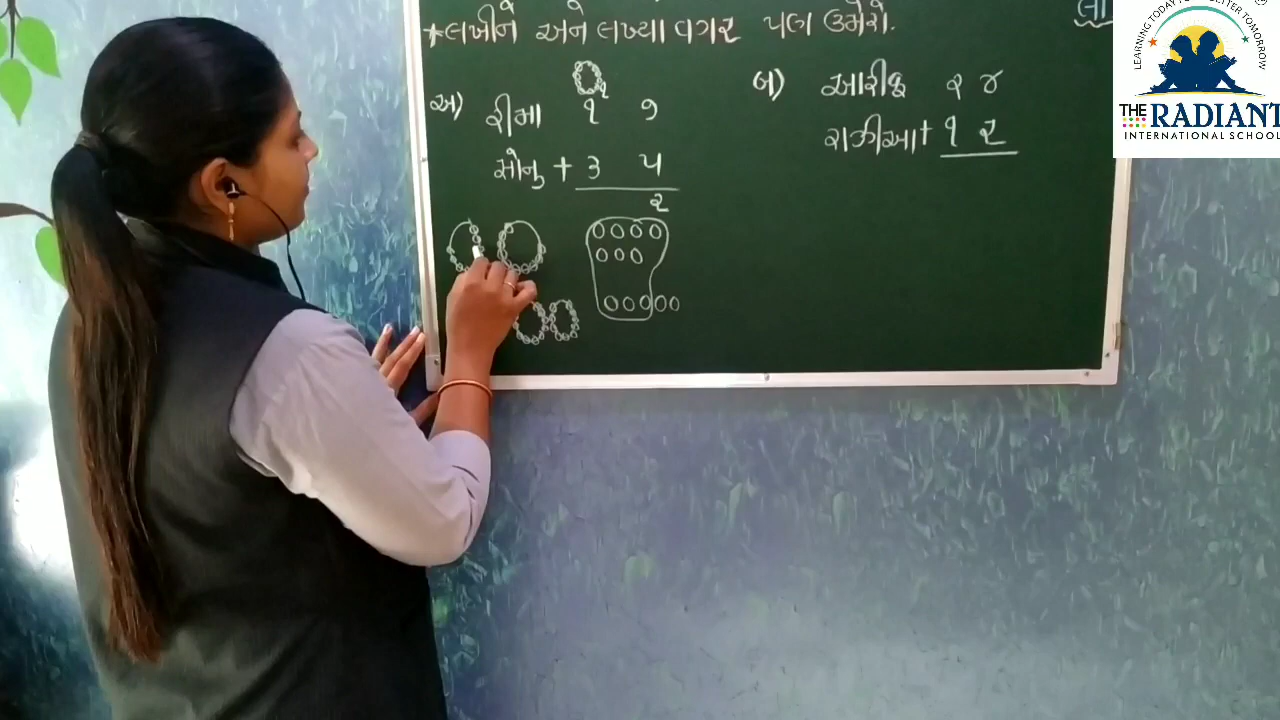 *લખીને અને લખ્યા વગર પણ ઉમેરો.
અ) રીમા ૧ ૭
સોનુ + ૩ ૫
૨
બ) આરીફ ૨ ૪
રાઝીઆ + ૧ ૨
LEARNING TODAY FOR BETTER TOMORROW
THE RADIANT
INTERNATIONAL SCHOOL